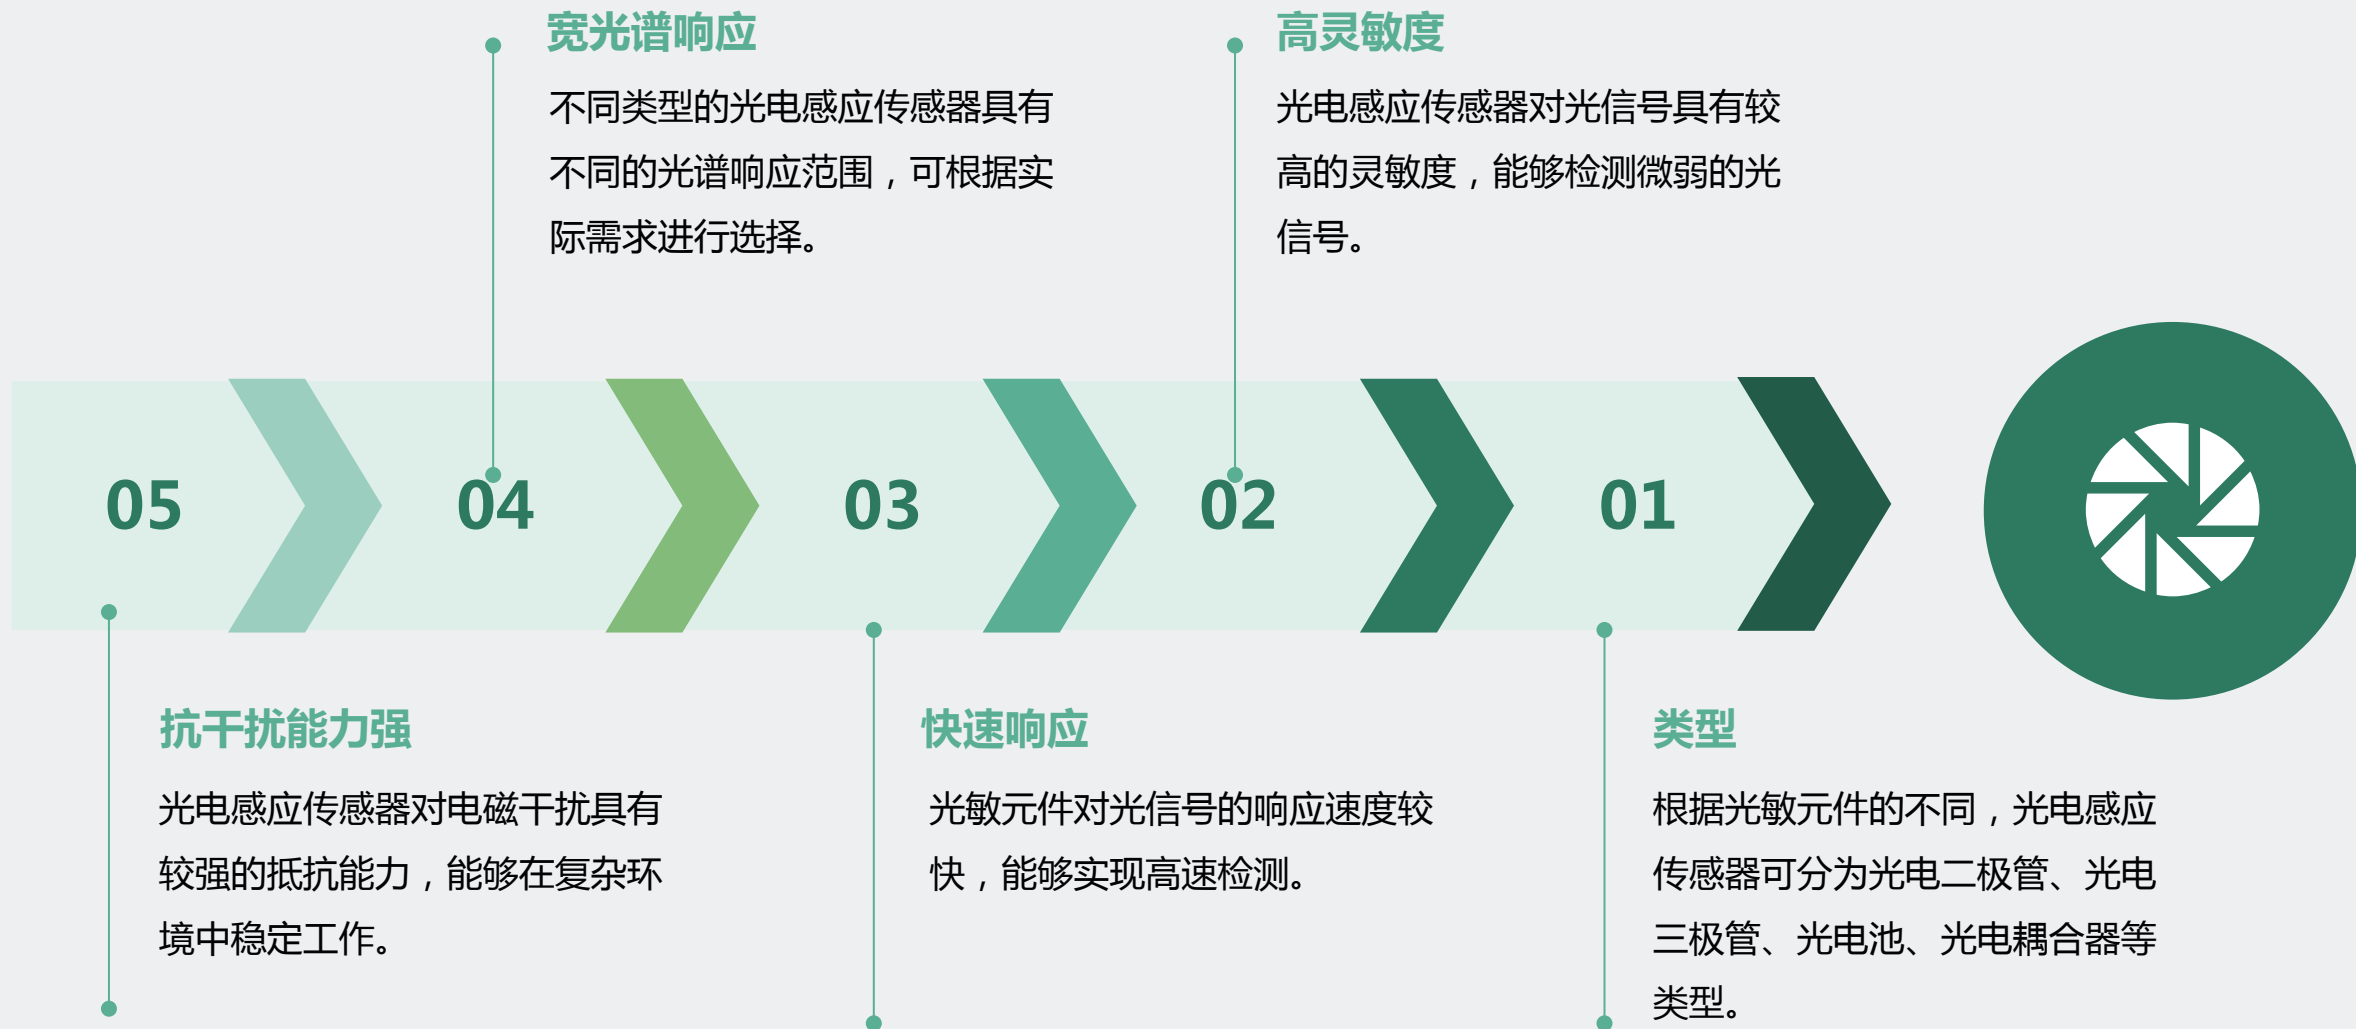 宽光谱响应
不同类型的光电感应传感器具有
不同的光谱响应范围，可根据实
际需求进行选择。
高灵敏度
光电感应传感器对光信号具有较
高的灵敏度，能够检测微弱的光
信号。
05
04
03
02
01
抗干扰能力强
光电感应传感器对电磁干扰具有
较强的抵抗能力，能够在复杂环
境中稳定工作。
快速响应
光敏元件对光信号的响应速度较
快，能够实现高速检测。
类型
根据光敏元件的不同，光电感应
传感器可分为光电二极管、光电
三极管、光电池、光电耦合器等
类型。